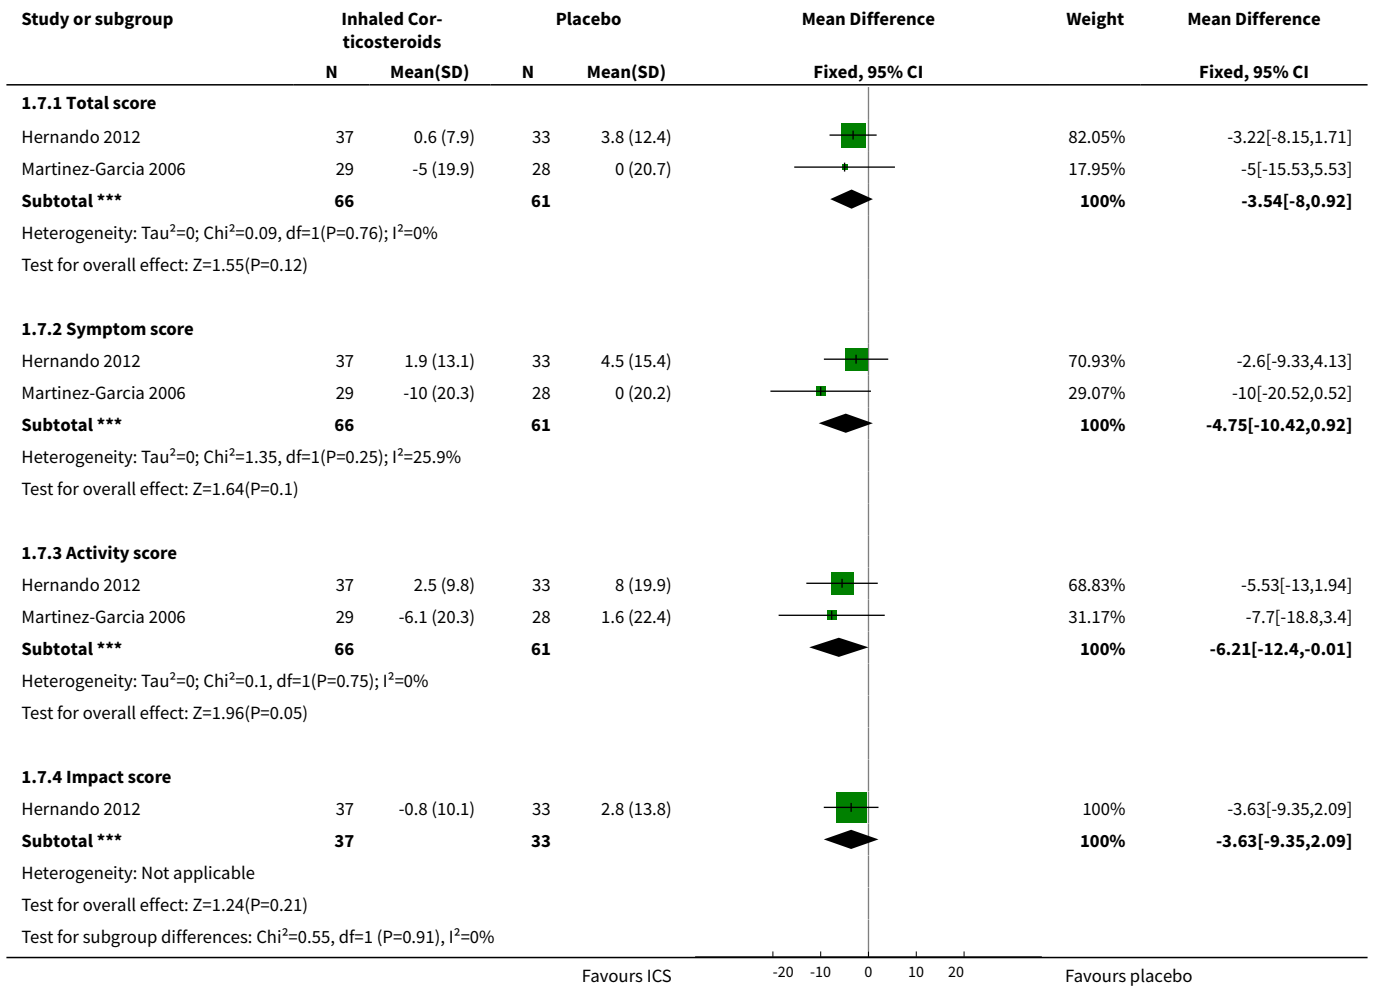 Study or subgroup Inhaled Cor- Placebo Mean Difference Weight Mean Difference
ticosteroids
N Mean(SD) N Mean(SD) Fixed, 95% CI Fixed, 95% CI
1.7.1 Total score
Hernando 2012 37 0.6 (7.9) 33 3.8 (12.4) 82.05% -3.22[-8.15,1.71]
Martinez-Garcia 2006 29 -5 (19.9) 28 0 (20.7) 17.95% -5[-15.53,5.53]
Subtotal *** 66 61 100% -3.54[-8,0.92]
Heterogeneity: Tau²=0; Chi²=0.09, df=1(P=0.76); I²=0%
Test for overall effect: Z=1.55(P=0.12)
1.7.2 Symptom score
Hernando 2012 37 1.9 (13.1) 33 4.5 (15.4) 70.93% -2.6[-9.33,4.13]
Martinez-Garcia 2006 29 -10 (20.3) 28 0 (20.2) 29.07% -10[-20.52,0.52]
Subtotal *** 66 61 100% -4.75[-10.42,0.92]
Heterogeneity: Tau²=0; Chi²=1.35, df=1(P=0.25); I²=25.9%
Test for overall effect: Z=1.64(P=0.1)
1.7.3 Activity score
Hernando 2012 37 2.5 (9.8) 33 8 (19.9) 68.83% -5.53[-13,1.94]
Martinez-Garcia 2006 29 -6.1 (20.3) 28 1.6 (22.4) 31.17% -7.7[-18.8,3.4]
Subtotal *** 66 61 100% -6.21[-12.4,-0.01]
Heterogeneity: Tau²=0; Chi²=0.1, df=1(P=0.75); I²=0%
Test for overall effect: Z=1.96(P=0.05)
1.7.4 Impact score
Hernando 2012 37 -0.8 (10.1) 33 2.8 (13.8) 100% -3.63[-9.35,2.09]
Subtotal *** 37 33 100% -3.63[-9.35,2.09]
Heterogeneity: Not applicable
Test for overall effect: Z=1.24(P=0.21)
Test for subgroup differences: Chi²=0.55, df=1 (P=0.91), I²=0%
Favours ICS -20 -10 0 10 20 Favours placebo